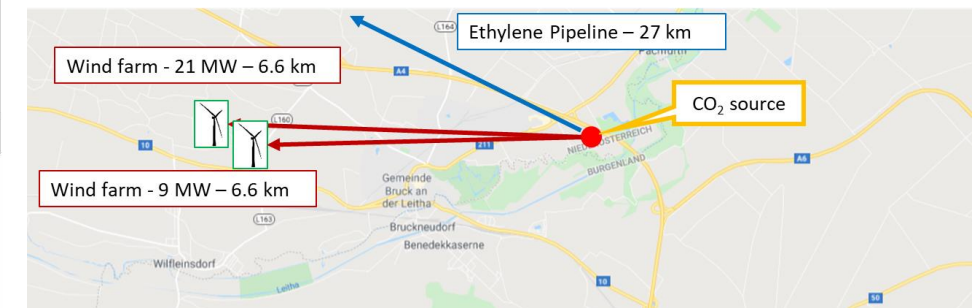 L164
Ethylene Pipeline – 27 km
Pachfurth
Wind farm - 21 MW – 6.6 km
A4
CO₂ source
L160
NIEDERÖSTERREICH
10
211
A6
BURGENLAND
Wind farm - 9 MW – 6.6 km
Gemeinde
Bruck an
der Leitha
L163
Bruckneudorf
Benedekkaserne
Wilfleinsdorf
Leitha
10
50